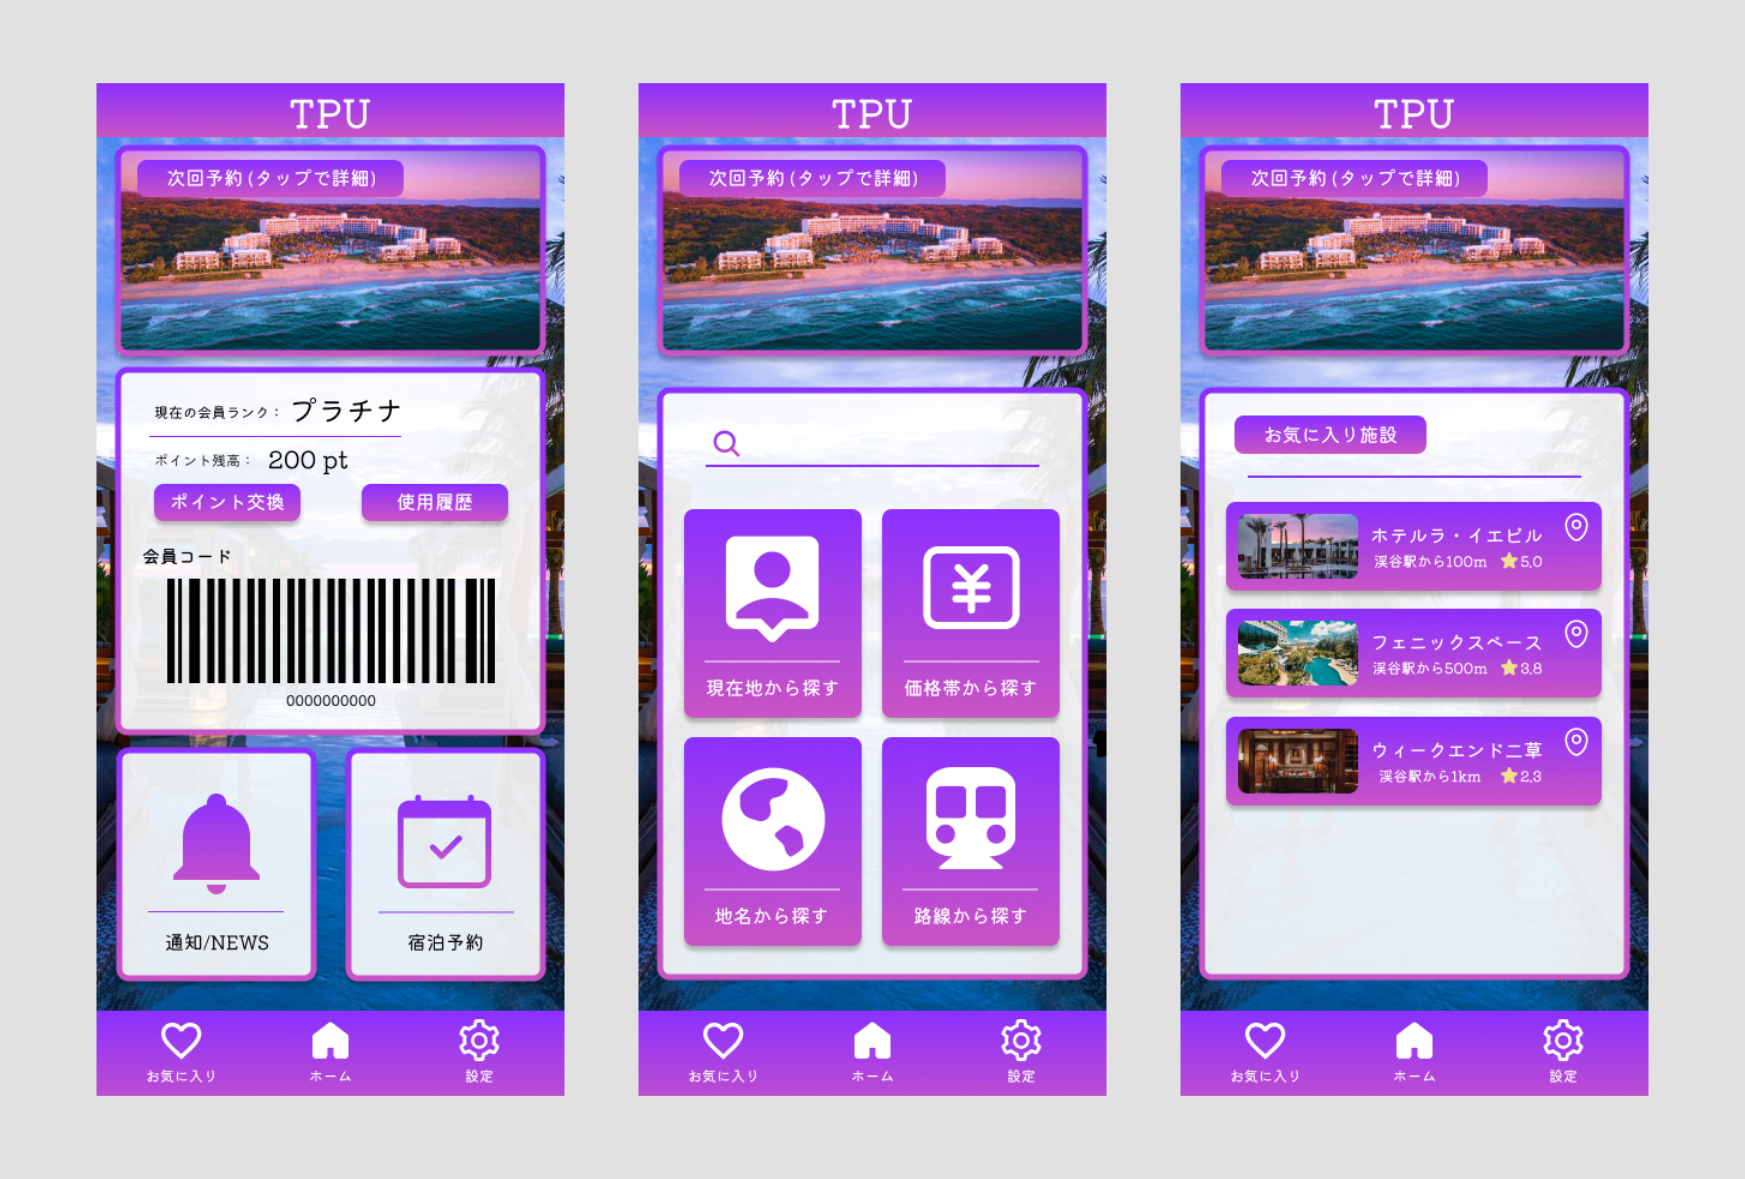 TPU
次回予約 (タップで詳細)
現在の会員ランク： プラチナ
ポイント残高： 200 pt
ポイント交換
使用履歴
会員コード
0000000000
通知/NEWS
宿泊予約
お気に入り
ホーム
設定
TPU
次回予約 (タップで詳細)
¥
現在地から探す
価格帯から探す
地名から探す
路線から探す
お気に入り
ホーム
設定
TPU
次回予約 (タップで詳細)
お気に入り施設
ホテルラ・イエビル
渓谷駅から100m ⭐5.0
フェニックスペース
渓谷駅から500m ⭐3.8
ウィークエンド二草
渓谷駅から1km ⭐2.3
お気に入り
ホーム
設定